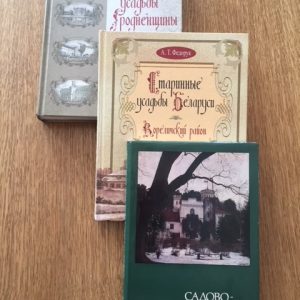 усадьбы
Гродненщины
А. Т. Федорук
Старинные
усадьбы Беларуси
Кореличский район
САДОВО-